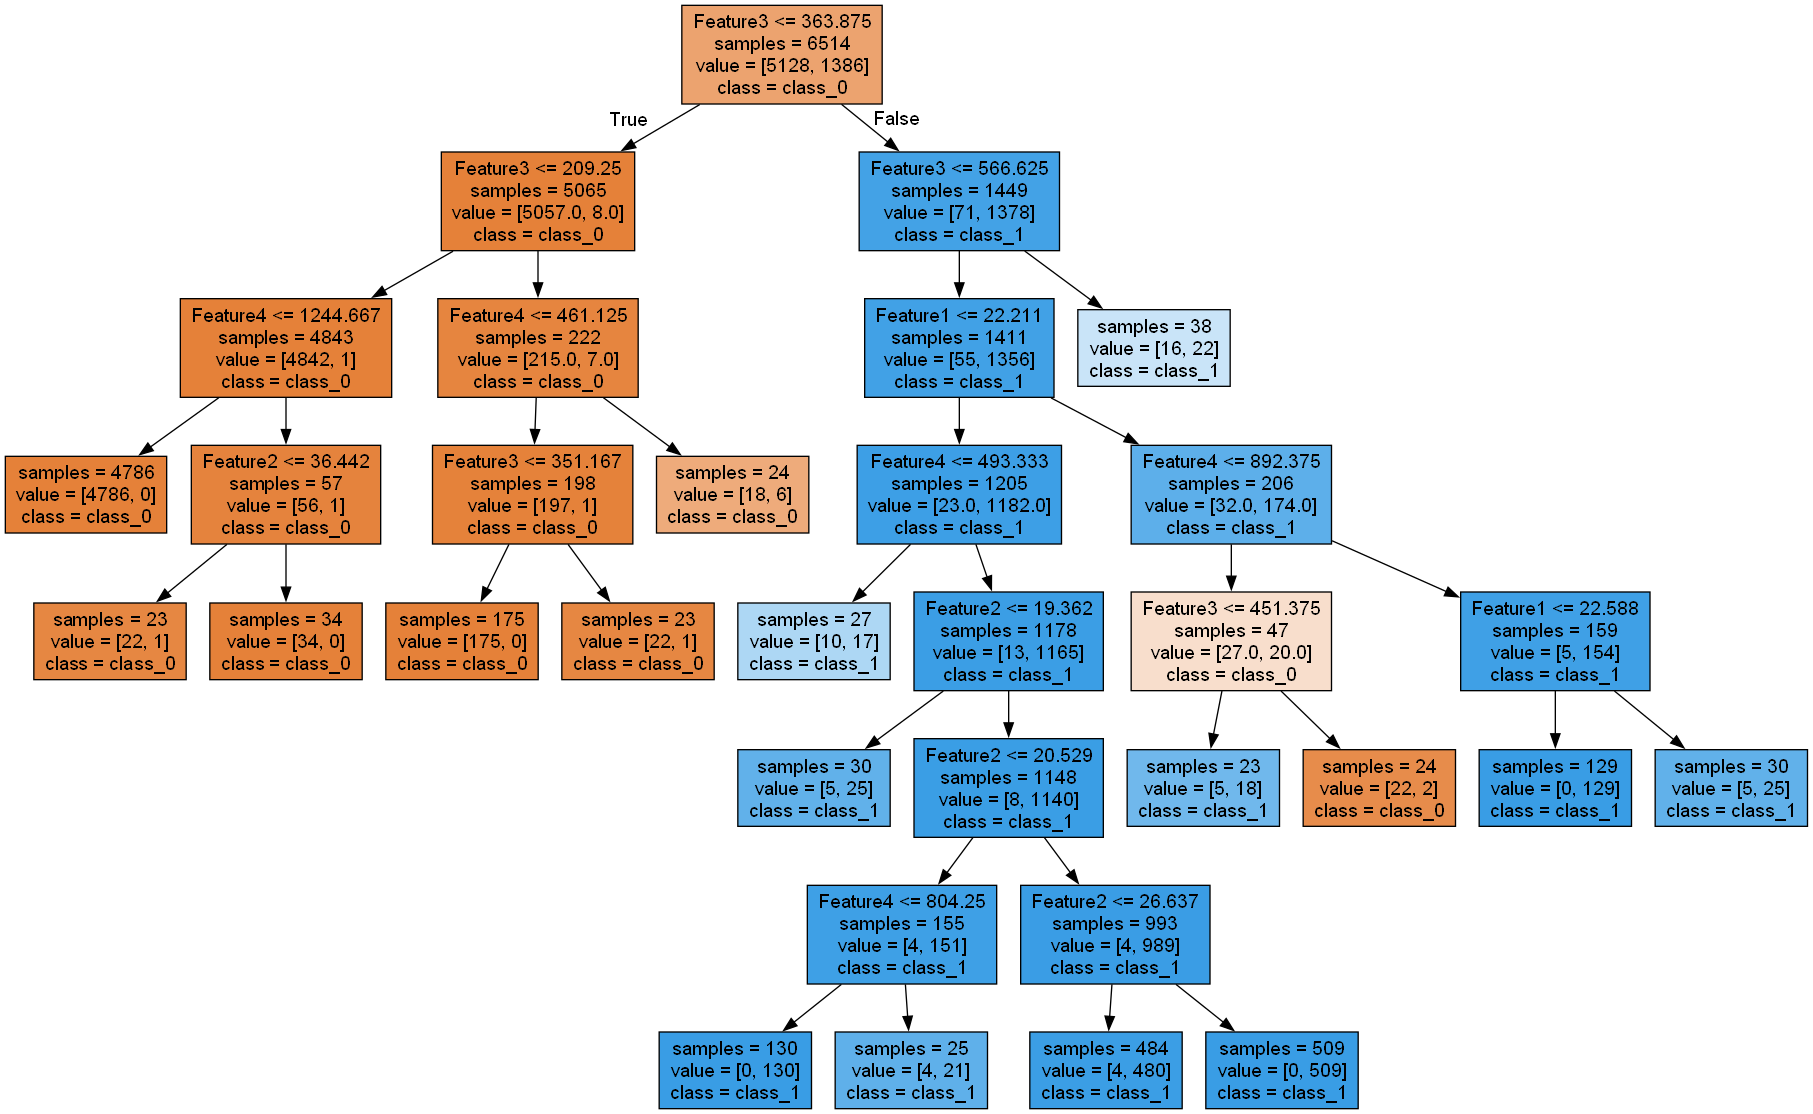 Feature3 <= 363.875
samples = 6514
value = [5128, 1386]
class = class_0
True
False
Feature3 <= 209.25
samples = 5065
value = [5057.0, 8.0]
class = class_0
Feature3 <= 566.625
samples = 1449
value = [71, 1378]
class = class_1
Feature4 <= 1244.667
samples = 4843
value = [4842, 1]
class = class_0
Feature4 <= 461.125
samples = 222
value = [215.0, 7.0]
class = class_0
Feature1 <= 22.211
samples = 1411
value = [55, 1356]
class = class_1
samples = 38
value = [16, 22]
class = class_1
samples = 4786
value = [4786, 0]
class = class_0
Feature2 <= 36.442
samples = 57
value = [56, 1]
class = class_0
Feature3 <= 351.167
samples = 198
value = [197, 1]
class = class_0
samples = 24
value = [18, 6]
class = class_0
Feature4 <= 493.333
samples = 1205
value = [23.0, 1182.0]
class = class_1
Feature4 <= 892.375
samples = 206
value = [32.0, 174.0]
class = class_1
samples = 23
value = [22, 1]
class = class_0
samples = 34
value = [34, 0]
class = class_0
samples = 175
value = [175, 0]
class = class_0
samples = 23
value = [22, 1]
class = class_0
samples = 27
value = [10, 17]
class = class_1
Feature2 <= 19.362
samples = 1178
value = [13, 1165]
class = class_1
Feature3 <= 451.375
samples = 47
value = [27.0, 20.0]
class = class_0
Feature1 <= 22.588
samples = 159
value = [5, 154]
class = class_1
samples = 30
value = [5, 25]
class = class_1
Feature2 <= 20.529
samples = 1148
value = [8, 1140]
class = class_1
samples = 23
value = [5, 18]
class = class_1
samples = 24
value = [22, 2]
class = class_0
samples = 129
value = [0, 129]
class = class_1
samples = 30
value = [5, 25]
class = class_1
Feature4 <= 804.25
samples = 155
value = [4, 151]
class = class_1
Feature2 <= 26.637
samples = 993
value = [4, 989]
class = class_1
samples = 130
value = [0, 130]
class = class_1
samples = 25
value = [4, 21]
class = class_1
samples = 484
value = [4, 480]
class = class_1
samples = 509
value = [0, 509]
class = class_1